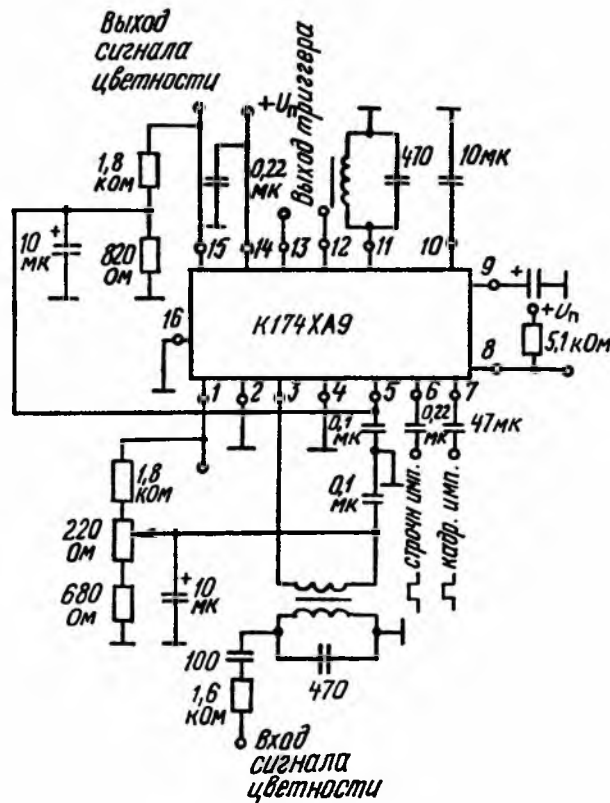 Выход
сигнала
цветности
+Uп
Выход триггера
1,8
кОм
0,22
мк
470
10мк
10
мк
+
820
Ом
15
14
13
12
11
10
9
+
16
К174ХА9
+Uп
8
5,1 кОм
1
2
3
4
5
6
7
0,1
мк
0,22
мк
47мк
1,8
кОм
0,1
мк
220
Ом
строчн имп.
кадр. имп.
680
Ом
+
10
мк
100
470
1,6
кОм
Вход
сигнала
цветности